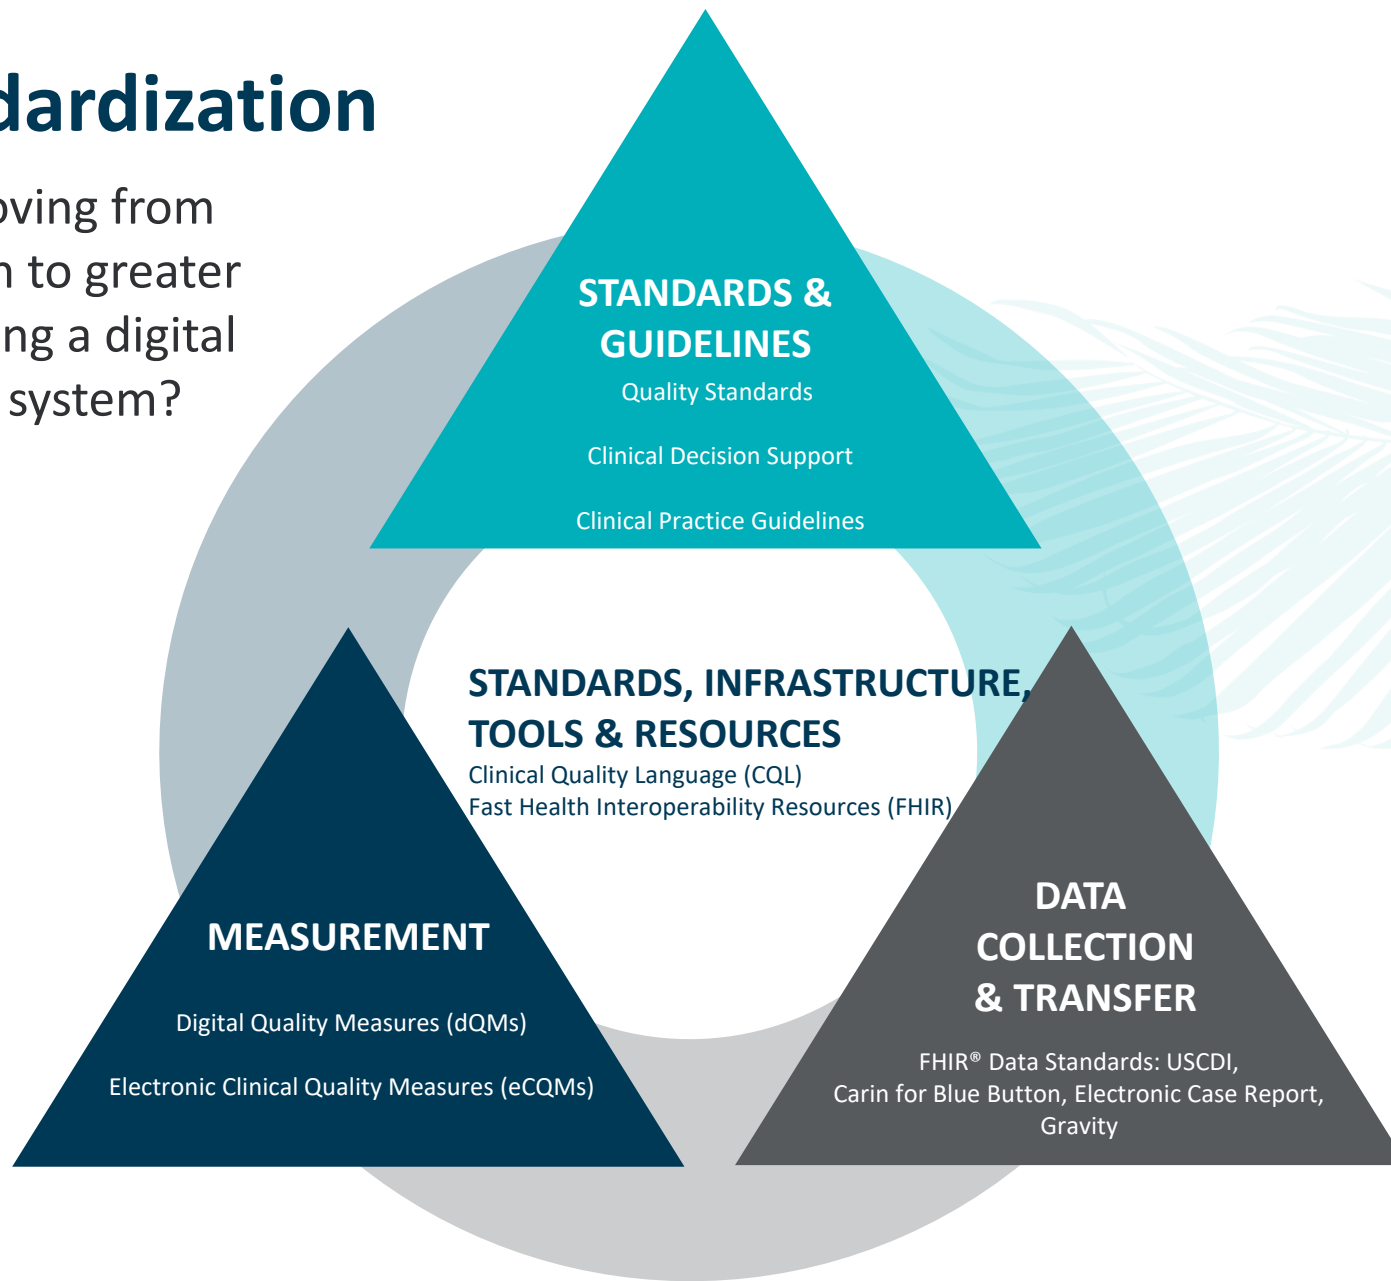 dardization
oving from
n to greater
ng a digital
system?
STANDARDS &
GUIDELINES
Quality Standards
Clinical Decision Support
Clinical Practice Guidelines
STANDARDS, INFRASTRUCTURE,
TOOLS & RESOURCES
Clinical Quality Language (CQL)
Fast Health Interoperability Resources (FHIR)
MEASUREMENT
Digital Quality Measures (dQMs)
Electronic Clinical Quality Measures (eCQMs)
DATA
COLLECTION
& TRANSFER
FHIR® Data Standards: USCDI,
Carin for Blue Button, Electronic Case Report,
Gravity